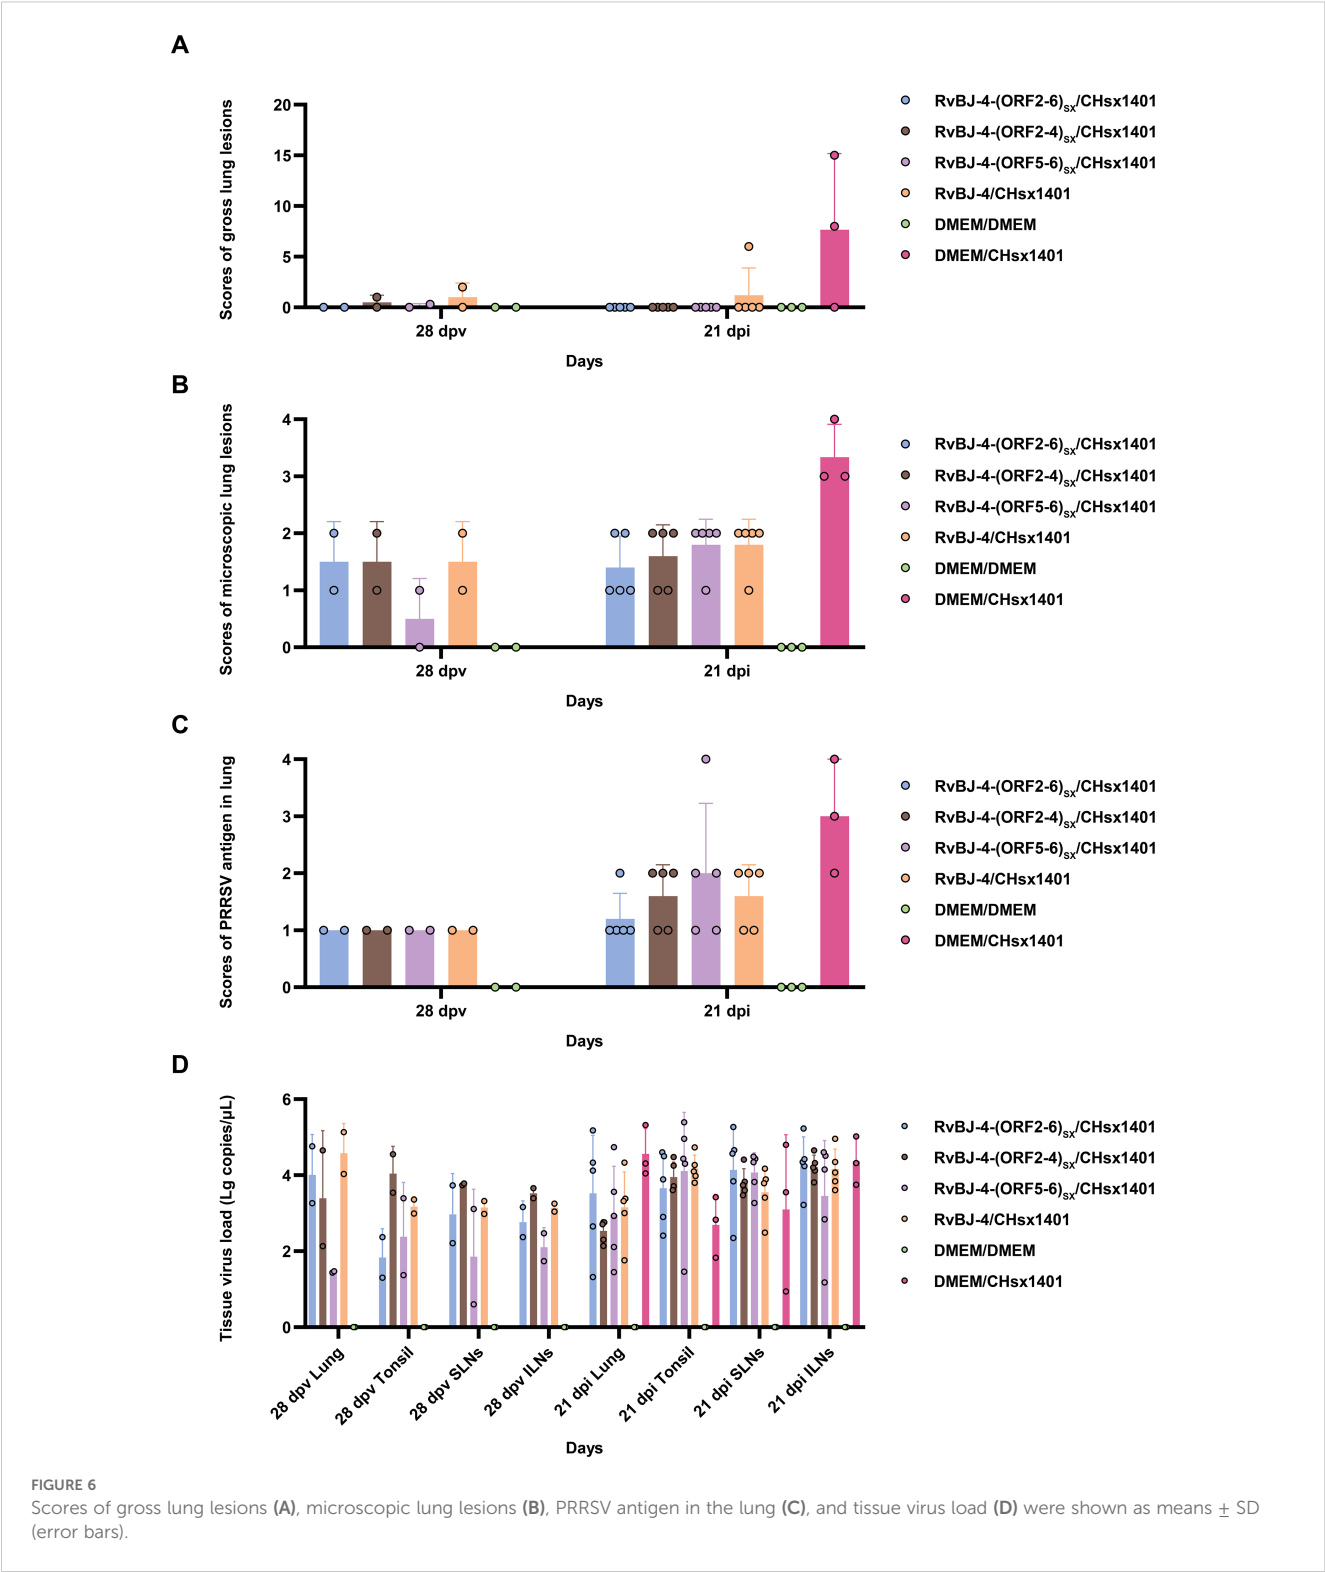 A
Scores of gross lung lesions
20
15
10
5
0
28 dpv
21 dpi
Days
RvBJ-4-(ORF2-6)SX/CHsx1401
RvBJ-4-(ORF2-4)SX/CHsx1401
RvBJ-4-(ORF5-6)SX/CHsx1401
RvBJ-4/CHsx1401
DMEM/DMEM
DMEM/CHsx1401
B
Scores of microscopic lung lesions
4
3
2
1
0
28 dpv
21 dpi
Days
RvBJ-4-(ORF2-6)SX/CHsx1401
RvBJ-4-(ORF2-4)SX/CHsx1401
RvBJ-4-(ORF5-6)SX/CHsx1401
RvBJ-4/CHsx1401
DMEM/DMEM
DMEM/CHsx1401
C
Scores of PRRSV antigen in lung
4
3
2
1
0
28 dpv
21 dpi
Days
RvBJ-4-(ORF2-6)SX/CHsx1401
RvBJ-4-(ORF2-4)SX/CHsx1401
RvBJ-4-(ORF5-6)SX/CHsx1401
RvBJ-4/CHsx1401
DMEM/DMEM
DMEM/CHsx1401
D
Tissue virus load (Lg copies/μL)
6
4
2
0
28 dpv Lung
28 dpv Tonsil
28 dpv SLNs
28 dpv ILNs
21 dpi Lung
21 dpi Tonsil
21 dpi SLNs
21 dpi ILNs
Days
RvBJ-4-(ORF2-6)SX/CHsx1401
RvBJ-4-(ORF2-4)SX/CHsx1401
RvBJ-4-(ORF5-6)SX/CHsx1401
RvBJ-4/CHsx1401
DMEM/DMEM
DMEM/CHsx1401
FIGURE 6
Scores of gross lung lesions (A), microscopic lung lesions (B), PRRSV antigen in the lung (C), and tissue virus load (D) were shown as means ± SD
(error bars).